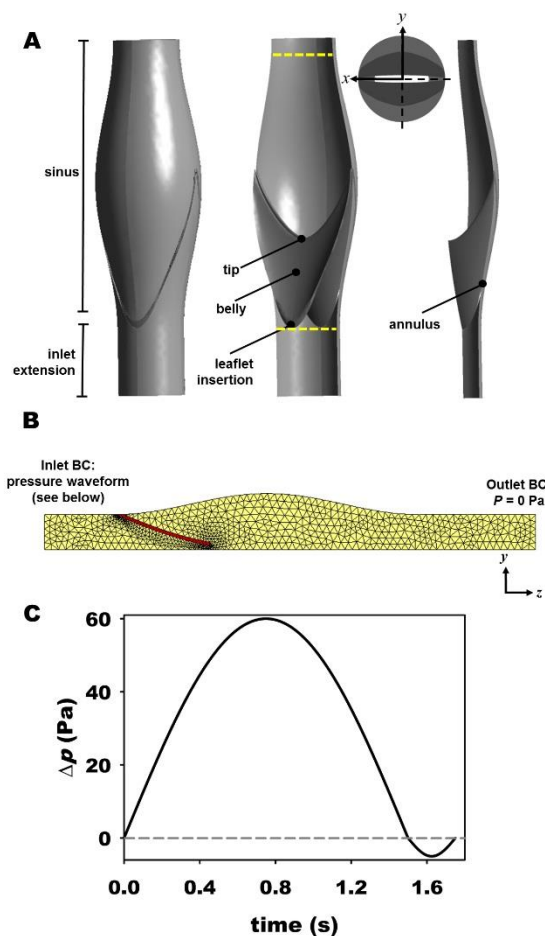 A
y
x
sinus
tip
belly
annulus
leaflet
insertion
inlet
extension
B
Inlet BC:
pressure waveform
(see below)
Outlet BC
P = 0 Pa
y
z
C
60
40
20
0
Δp (Pa)
0.0 0.4 0.8 1.2 1.6
time (s)